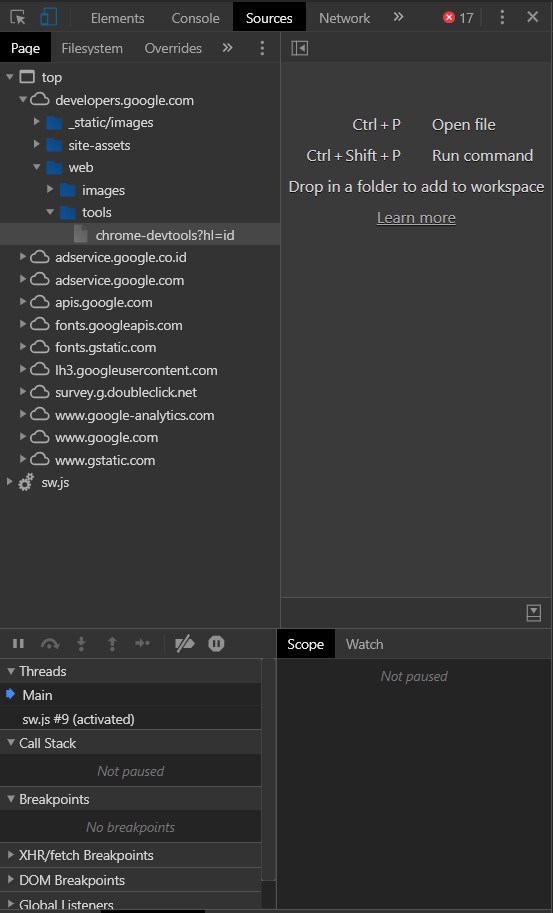 Elements Console Sources Network » 17
Page Filesystem Overrides »
top
developers.google.com
_static/images
site-assets
web
images
tools
chrome-devtools?hl=id
adservice.google.co.id
adservice.google.com
apis.google.com
fonts.googleapis.com
fonts.gstatic.com
lh3.googleusercontent.com
survey.g.doubleclick.net
www.google-analytics.com
www.google.com
www.gstatic.com
sw.js
Ctrl + P Open file
Ctrl + Shift + P Run command
Drop in a folder to add to workspace
Learn more
Threads
Main
sw.js #9 (activated)
Call Stack
Not paused
Breakpoints
No breakpoints
XHR/fetch Breakpoints
DOM Breakpoints
Global Listeners
Scope Watch
Not paused